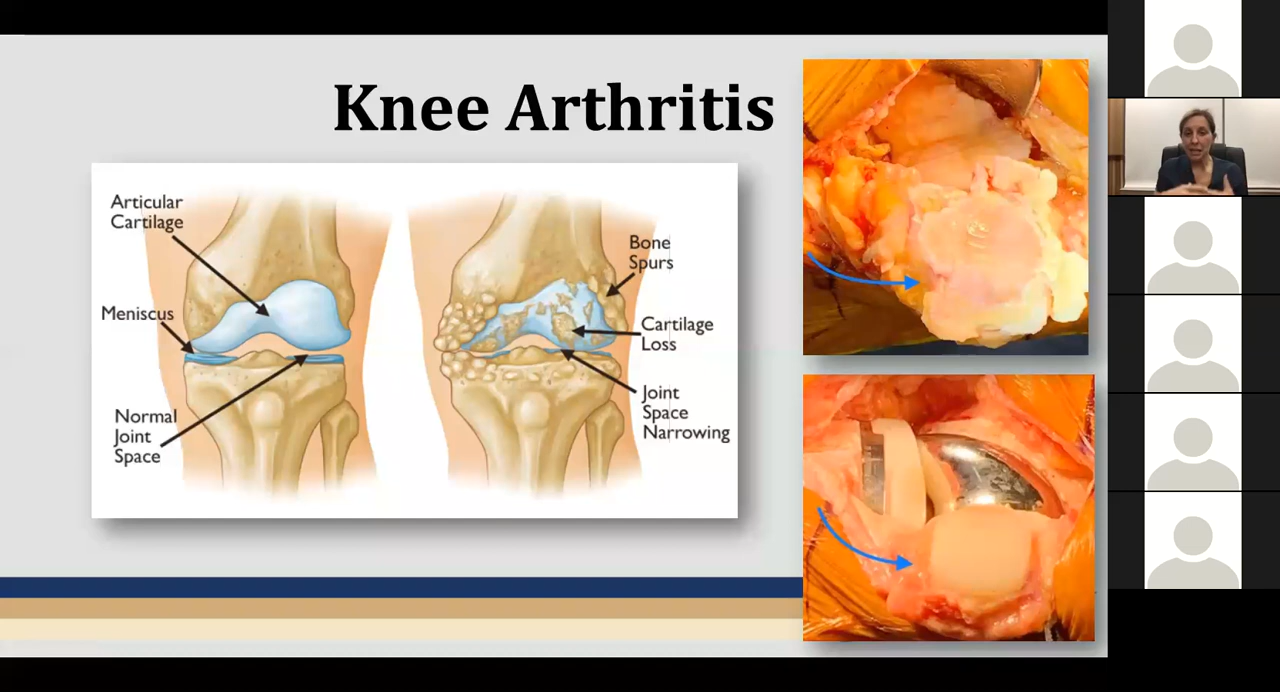 Knee Arthritis
Articular
Cartilage
Meniscus
Normal
Joint
Space
Bone
Spurs
Cartilage
Loss
Joint
Space
Narrowing